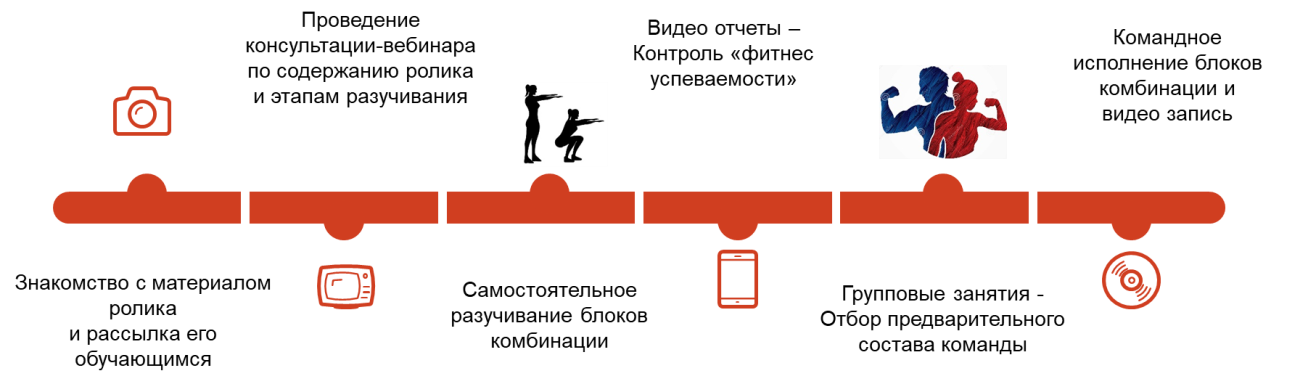 Знакомство с материалом
ролика
и рассылка его
обучающимся
Проведение
консультации-вебинара
по содержанию ролика
и этапам разучивания
Самостоятельное
разучивание блоков
комбинации
Видео отчеты –
Контроль «фитнес
успеваемости»
Групповые занятия -
Отбор предварительного
состава команды
Командное
исполнение блоков
комбинации и
видео запись